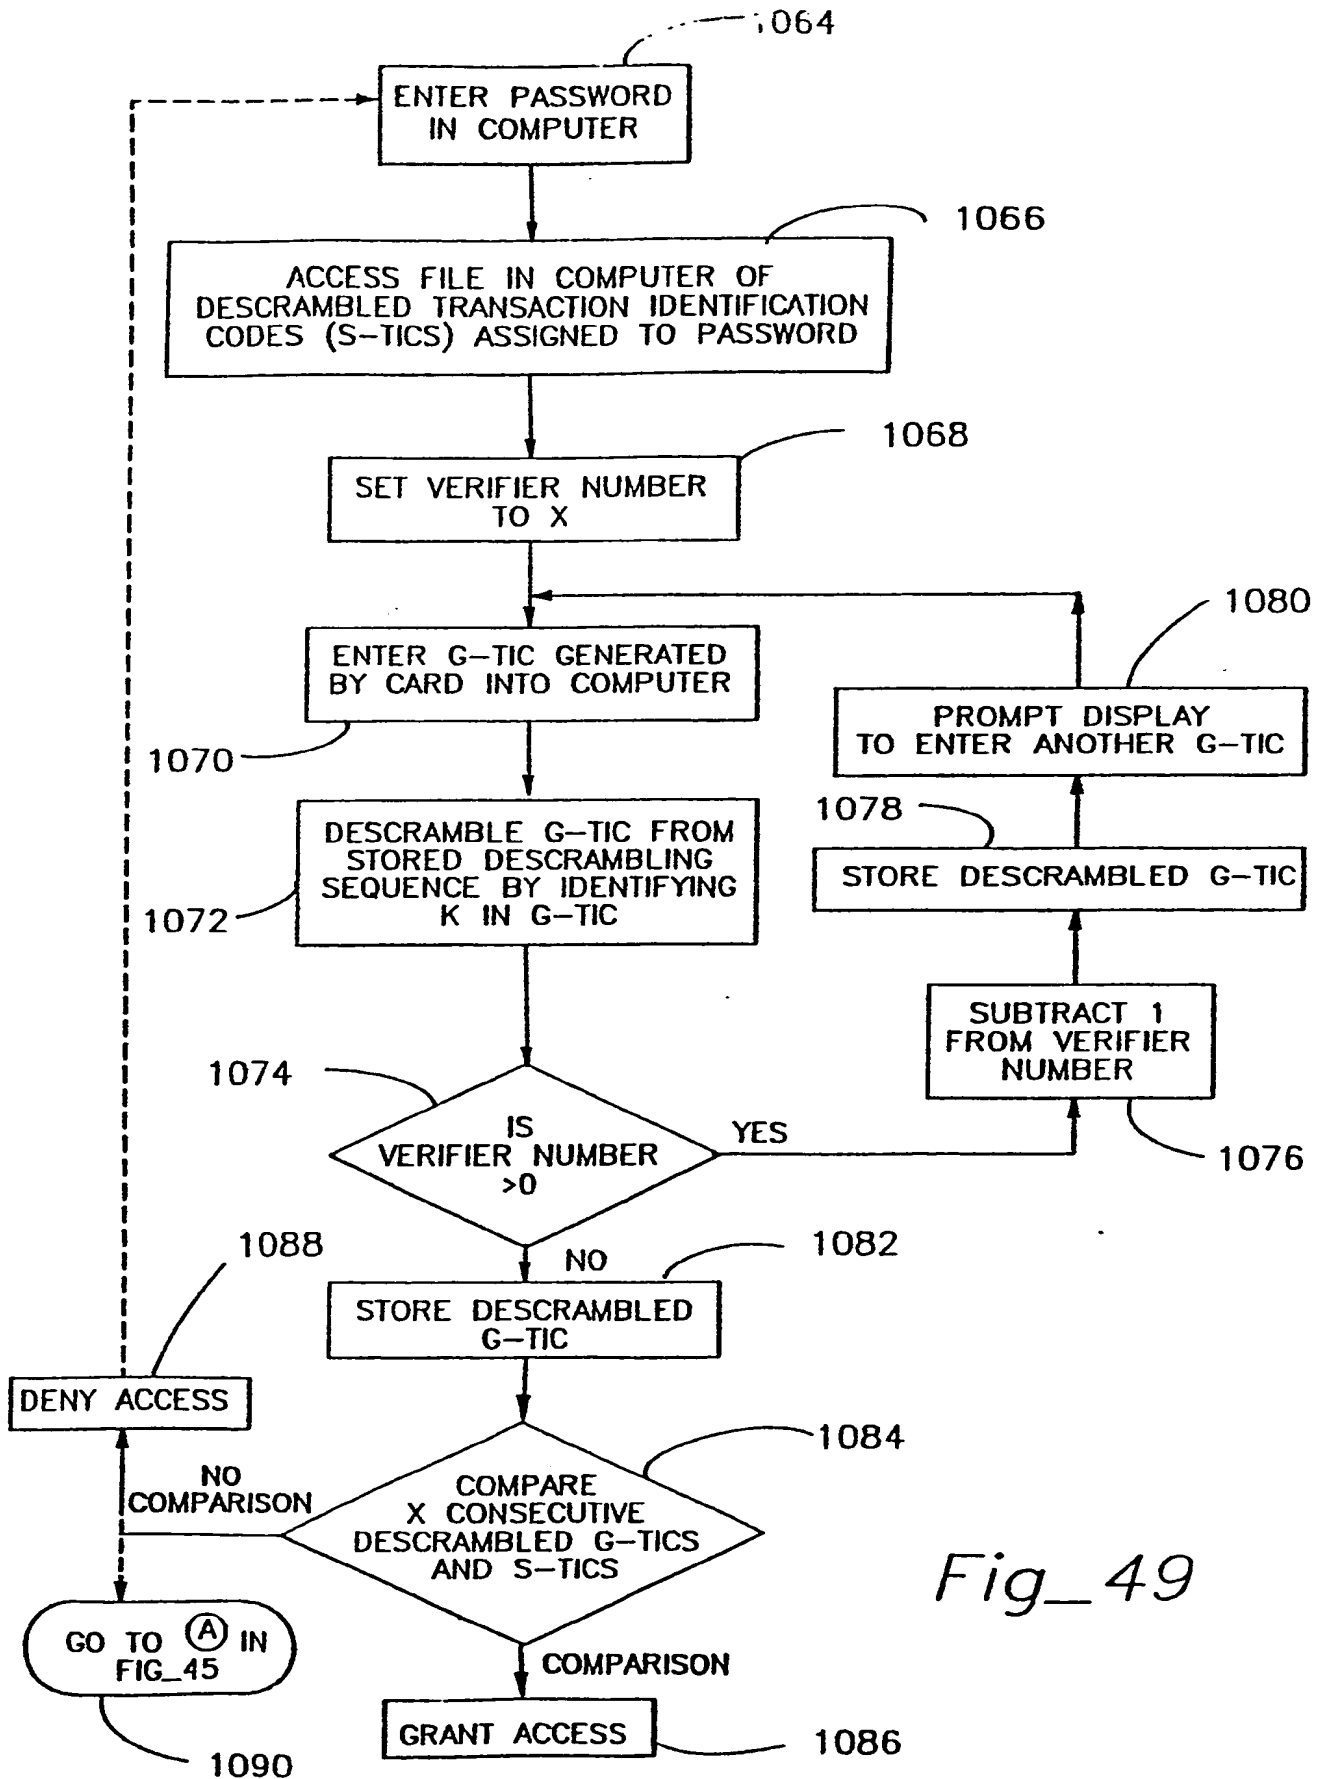 1064
ENTER PASSWORD
IN COMPUTER
1066
ACCESS FILE IN COMPUTER OF
DESCRAMBLED TRANSACTION IDENTIFICATION
CODES (S-TICS) ASSIGNED TO PASSWORD
1068
SET VERIFIER NUMBER
TO X
1080
ENTER G-TIC GENERATED
BY CARD INTO COMPUTER
1070
PROMPT DISPLAY
TO ENTER ANOTHER G-TIC
1078
STORE DESCRAMBLED G-TIC
DESCRAMBLE G-TIC FROM
STORED DESCRAMBLING
SEQUENCE BY IDENTIFYING
K IN G-TIC
1072
SUBTRACT 1
FROM VERIFIER
NUMBER
1076
1074
IS
VERIFIER NUMBER
>0
YES
NO
1082
STORE DESCRAMBLED
G-TIC
1088
DENY ACCESS
1084
COMPARE
X CONSECUTIVE
DESCRAMBLED G-TICS
AND S-TICS
NO
COMPARISON
GO TO A IN
FIG_45
1090
COMPARISON
GRANT ACCESS
1086
Fig_49